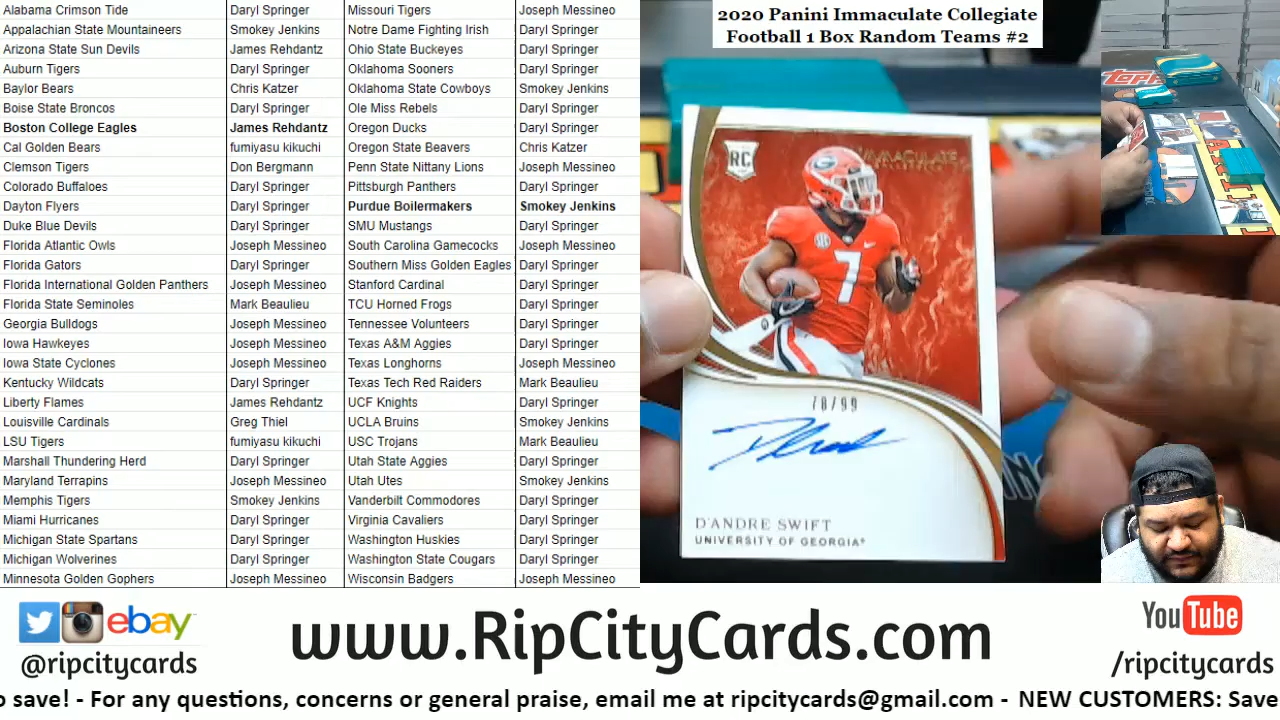 Alabama Crimson Tide Daryl Springer Missouri Tigers Joseph Messineo
Appalachian State Mountaineers Smokey Jenkins Notre Dame Fighting Irish Daryl Springer
Arizona State Sun Devils James Rehdantz Ohio State Buckeyes Daryl Springer
Auburn Tigers Daryl Springer Oklahoma Sooners Daryl Springer
Baylor Bears Chris Katzer Oklahoma State Cowboys Smokey Jenkins
Boise State Broncos Daryl Springer Ole Miss Rebels Daryl Springer
Boston College Eagles James Rehdantz Oregon Ducks Daryl Springer
Cal Golden Bears fumiyasu kikuchi Oregon State Beavers Chris Katzer
Clemson Tigers Don Bergmann Penn State Nittany Lions Joseph Messineo
Colorado Buffaloes Daryl Springer Pittsburgh Panthers Daryl Springer
Dayton Flyers Daryl Springer Purdue Boilermakers Smokey Jenkins
Duke Blue Devils Daryl Springer SMU Mustangs Daryl Springer
Florida Atlantic Owls Joseph Messineo South Carolina Gamecocks Joseph Messineo
Florida Gators Daryl Springer Southern Miss Golden Eagles Daryl Springer
Florida International Golden Panthers Joseph Messineo Stanford Cardinal Daryl Springer
Florida State Seminoles Mark Beaulieu TCU Horned Frogs Daryl Springer
Georgia Bulldogs Joseph Messineo Tennessee Volunteers Daryl Springer
Iowa Hawkeyes Joseph Messineo Texas A&M Aggies Daryl Springer
Iowa State Cyclones Joseph Messineo Texas Longhorns Joseph Messineo
Kentucky Wildcats Daryl Springer Texas Tech Red Raiders Mark Beaulieu
Liberty Flames James Rehdantz UCF Knights Daryl Springer
Louisville Cardinals Greg Thiel UCLA Bruins Smokey Jenkins
LSU Tigers fumiyasu kikuchi USC Trojans Mark Beaulieu
Marshall Thundering Herd Daryl Springer Utah State Aggies Daryl Springer
Maryland Terrapins Joseph Messineo Utah Utes Smokey Jenkins
Memphis Tigers Smokey Jenkins Vanderbilt Commodores Daryl Springer
Miami Hurricanes Daryl Springer Virginia Cavaliers Daryl Springer
Michigan State Spartans Daryl Springer Washington Huskies Daryl Springer
Michigan Wolverines Daryl Springer Washington State Cougars Daryl Springer
Minnesota Golden Gophers Joseph Messineo Wisconsin Badgers Joseph Messineo
2020 Panini Immaculate Collegiate
Football 1 Box Random Teams #2
RC
IMMACULATE
COLLEGIATE
G
SEC
7
78/99
D'ANDRE SWIFT
UNIVERSITY OF GEORGIA
TOPPS
ebay
@ripcitycards
www.RipCityCards.com
YouTube
/ripcitycards
o save! - For any questions, concerns or general praise, email me at ripcitycards@gmail.com - NEW CUSTOMERS: Save